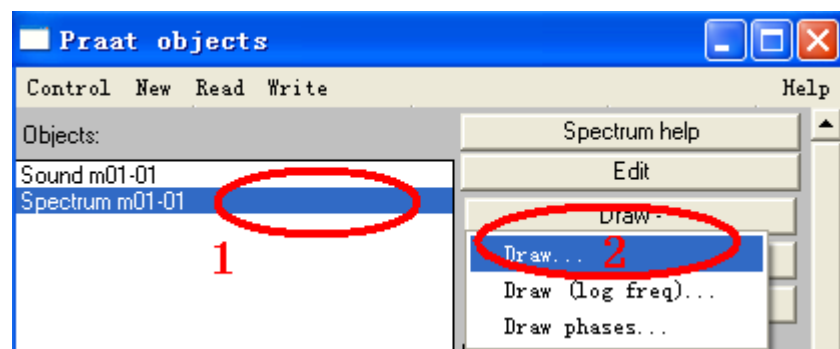 Praat objects
Control New Read Write Help
Objects:
Spectrum help
Sound m01-01
Edit
Spectrum m01-01
Draw -
1
Draw... 2
Draw (log freq)...
Draw phases...